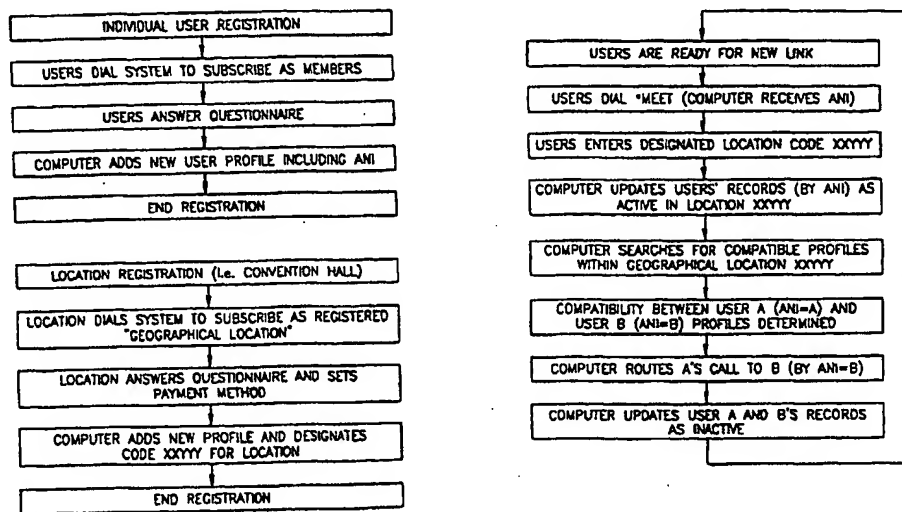 INDIVIDUAL USER REGISTRATION
USERS DIAL SYSTEM TO SUBSCRIBE AS MEMBERS
USERS ANSWER QUESTIONNAIRE
COMPUTER ADDS NEW USER PROFILE INCLUDING ANI
END REGISTRATION
LOCATION REGISTRATION (i.e. CONVENTION HALL)
LOCATION DIALS SYSTEM TO SUBSCRIBE AS REGISTERED
"GEOGRAPHICAL LOCATION"
LOCATION ANSWERS QUESTIONNAIRE AND SETS
PAYMENT METHOD
COMPUTER ADDS NEW PROFILE AND DESIGNATES
CODE XXYYY FOR LOCATION
END REGISTRATION
USERS ARE READY FOR NEW LINK
USERS DIAL *MEET (COMPUTER RECEIVES ANI)
USERS ENTERS DESIGNATED LOCATION CODE XXYYY
COMPUTER UPDATES USERS' RECORDS (BY ANI) AS
ACTIVE IN LOCATION XXYYY
COMPUTER SEARCHES FOR COMPATIBLE PROFILES
WITHIN GEOGRAPHICAL LOCATION XXYYY
COMPATIBILITY BETWEEN USER A (ANI=A) AND
USER B (ANI=B) PROFILES DETERMINED
COMPUTER ROUTES A'S CALL TO B (BY ANI=B)
COMPUTER UPDATES USER A AND B'S RECORDS
AS INACTIVE